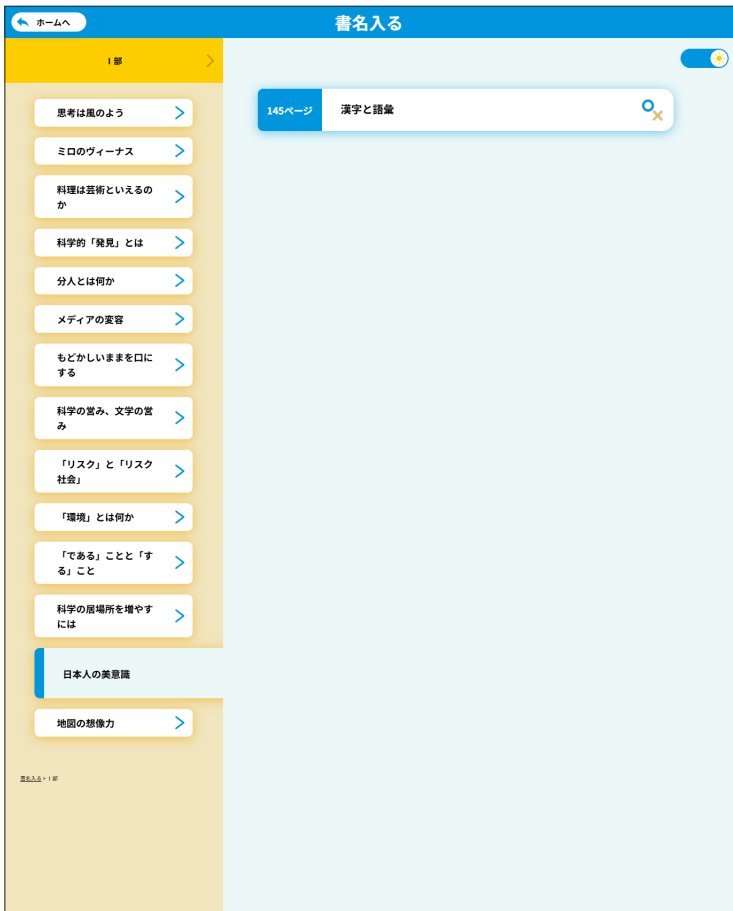 ホームへ
書名入る
Ⅰ部
思考は風のよう
ミロのヴィーナス
料理は芸術といえるの
か
科学的「発見」とは
分人とは何か
メディアの変容
もどかしいままを口に
する
科学の営み、文学の営
み
「リスク」と「リスク
社会」
「環境」とは何か
「である」ことと「す
る」こと
科学の居場所を増やす
には
日本人の美意識
地図の想像力
書名入る > Ⅰ部
145ページ
漢字と語彙